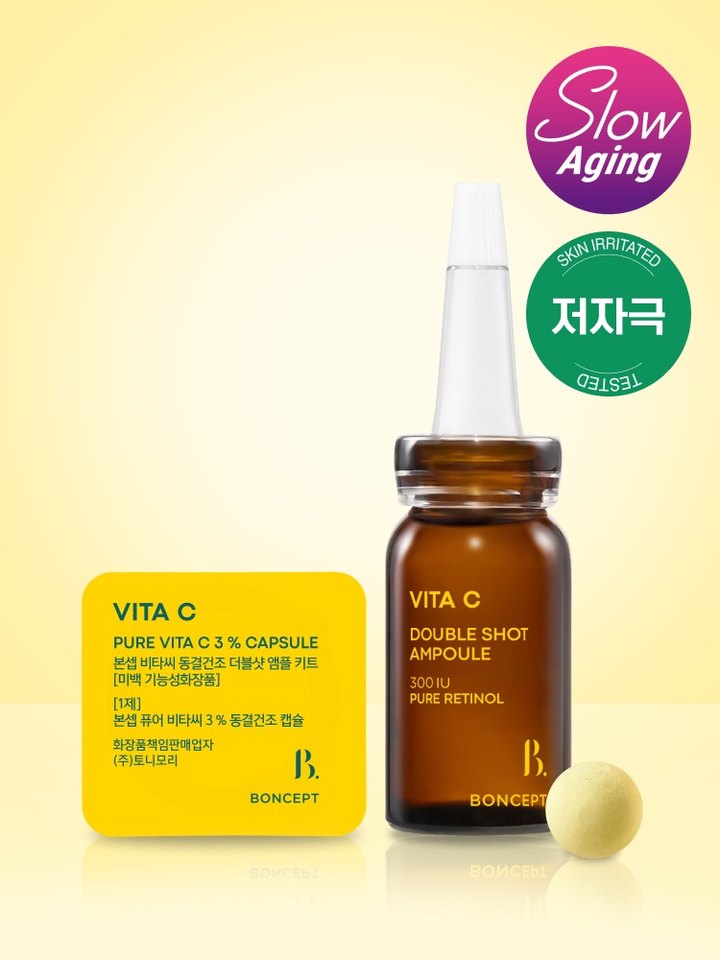 Slow
Aging
SKIN IRRITATED
저자극
TESTED
VITA C
PURE VITA C 3 % CAPSULE
본셉 비타씨 동결건조 더블샷 앰플 키트
[미백 기능성화장품]
[1제]
본셉 퓨어 비타씨 3 % 동결건조 캡슐
화장품책임판매업자
(주)토니모리
B.
BONCEPT
VITA C
DOUBLE SHOT
AMPOULE
300 IU
PURE RETINOL
B.
BONCEPT